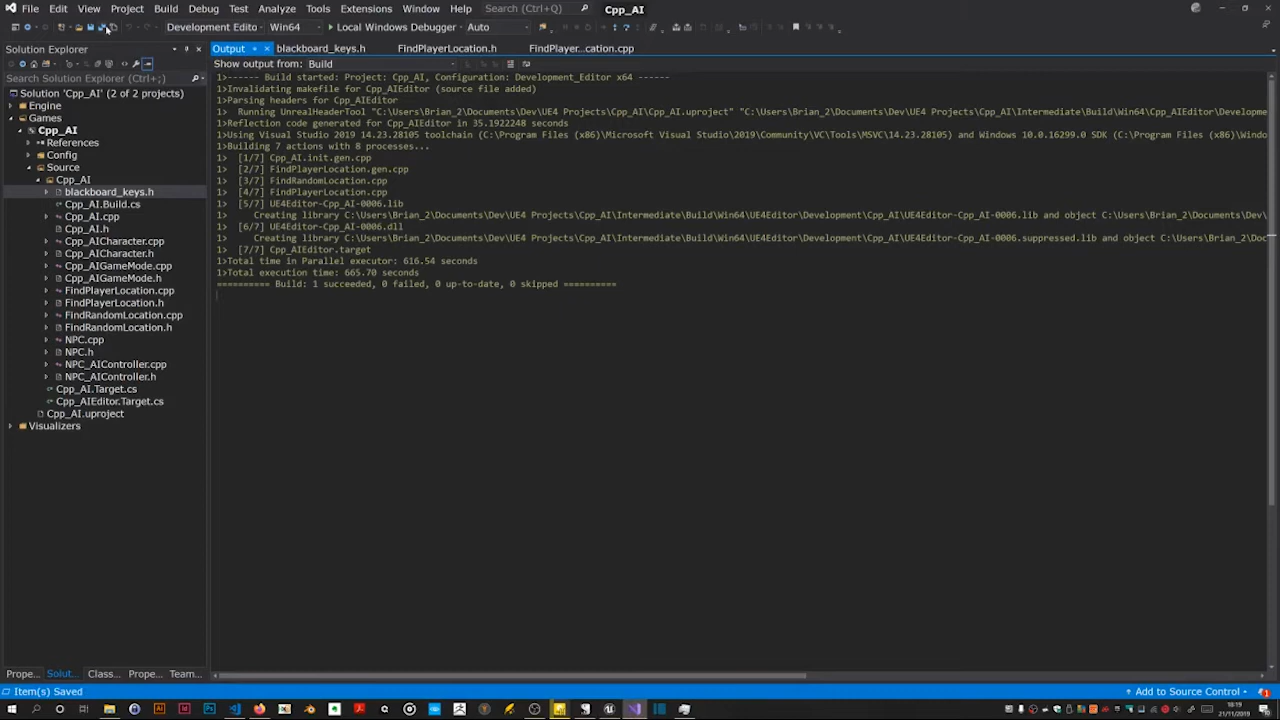 File Edit View Project Build Debug Test Analyze Tools Extensions Window Help Search (Ctrl+Q) Cpp_AI
Development Edito Win64 Local Windows Debugger Auto
Solution Explorer
Output blackboard_keys.h FindPlayerLocation.h FindPlayer...cation.cpp
Show output from: Build
Search Solution Explorer (Ctrl+;)
Solution 'Cpp_AI' (2 of 2 projects)
Engine
Games
Cpp_AI
References
Config
Source
Cpp_AI
blackboard_keys.h
Cpp_AI.Build.cs
Cpp_AI.cpp
Cpp_AI.h
Cpp_AICharacter.cpp
Cpp_AICharacter.h
Cpp_AIGameMode.cpp
Cpp_AIGameMode.h
FindPlayerLocation.cpp
FindPlayerLocation.h
FindRandomLocation.cpp
FindRandomLocation.h
NPC.cpp
NPC.h
NPC_AIController.cpp
NPC_AIController.h
Cpp_AI.Target.cs
Cpp_AIEditor.Target.cs
Cpp_AI.uproject
Visualizers
1>------ Build started: Project: Cpp_AI, Configuration: Development_Editor x64 ------
1>Invalidating makefile for Cpp_AIEditor (source file added)
1>Parsing headers for Cpp_AIEditor
1> Running UnrealHeaderTool "C:\Users\Brian_2\Documents\Dev\UE4 Projects\Cpp_AI\Cpp_AI.uproject" "C:\Users\Brian_2\Documents\Dev\UE4 Projects\Cpp_AI\Intermediate\Build\Win64\Cpp_AIEditor\Develome
1>Reflection code generated for Cpp_AIEditor in 35.1922248 seconds
1>Using Visual Studio 2019 14.23.28105 toolchain (C:\Program Files (x86)\Microsoft Visual Studio\2019\Community\VC\Tools\MSVC\14.23.28105) and Windows 10.0.16299.0 SDK (C:\Program Files (x86)\Windo
1>Building 7 actions with 8 processes...
1> [1/7] Cpp_AI.init.gen.cpp
1> [2/7] FindPlayerLocation.gen.cpp
1> [3/7] FindRandomLocation.cpp
1> [4/7] FindPlayerLocation.cpp
1> [5/7] UE4Editor-Cpp_AI-0006.lib
1> Creating library C:\Users\Brian_2\Documents\Dev\UE4 Projects\Cpp_AI\Intermediate\Build\Win64\UE4Editor\Development\Cpp_AI\UE4Editor-Cpp_AI-0006.lib and object C:\Users\Brian_2\Documents\Dev\
1> [6/7] UE4Editor-Cpp_AI-0006.dll
1> Creating library C:\Users\Brian_2\Documents\Dev\UE4 Projects\Cpp_AI\Intermediate\Build\Win64\UE4Editor\Development\Cpp_AI\UE4Editor-Cpp_AI-0006.suppressed.lib and object C:\Users\Brian_2\Doc
1> [7/7] Cpp_AIEditor.target
1>Total time in Parallel executor: 616.54 seconds
1>Total execution time: 665.70 seconds
========== Build: 1 succeeded, 0 failed, 0 up-to-date, 0 skipped ==========
Prope... Solut... Class... Prope... Team...
Item(s) Saved Add to Source Control
18:19
21/11/2019